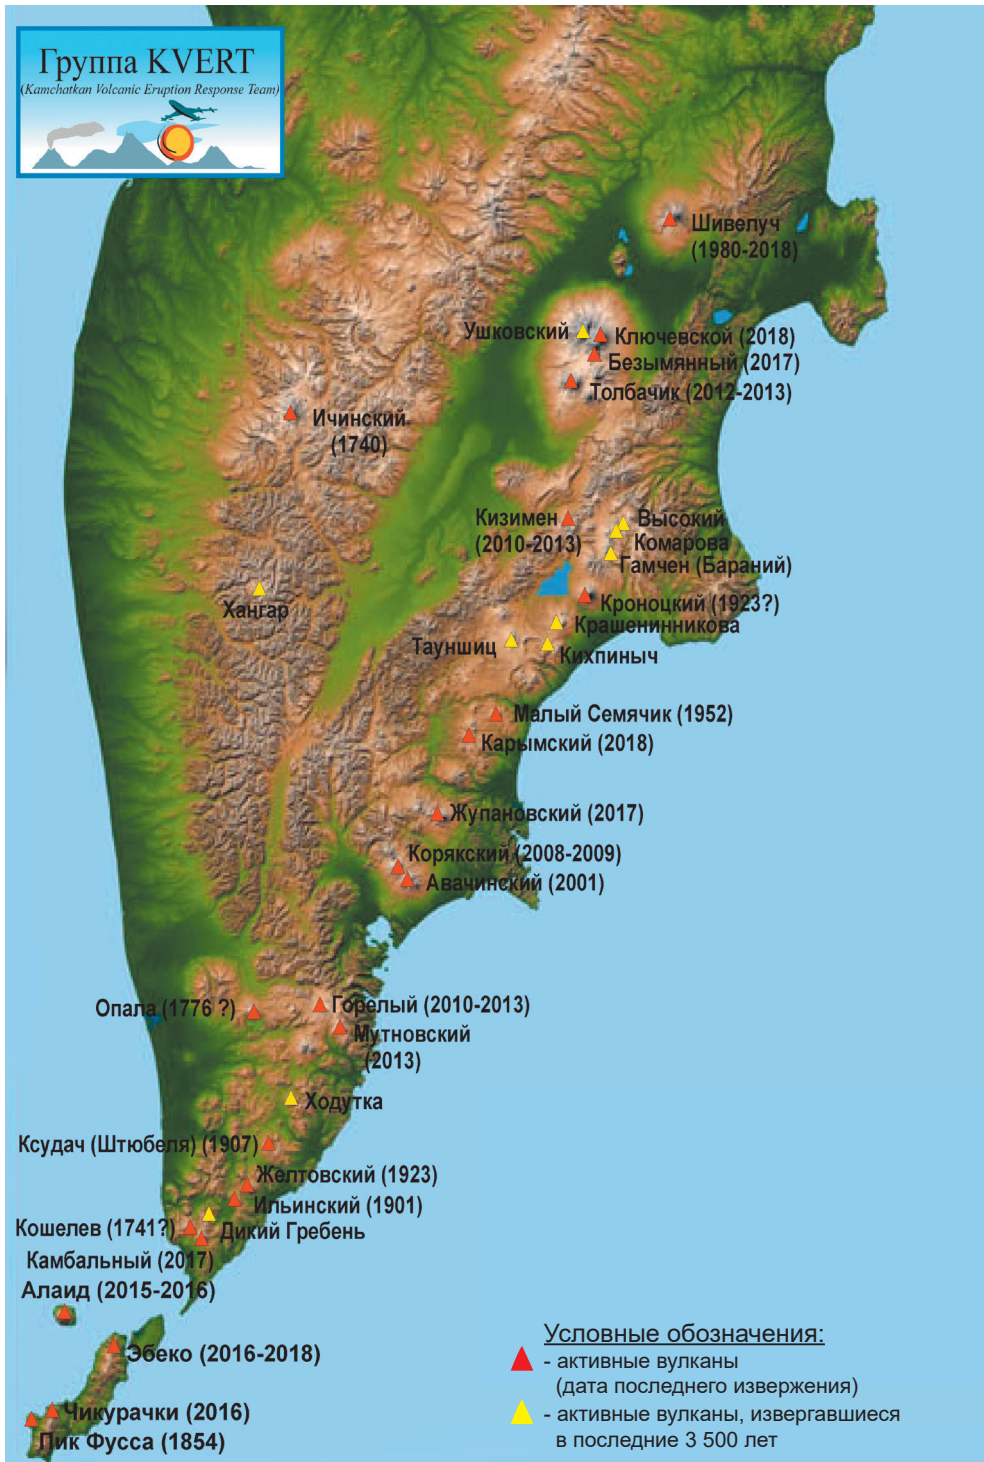 Группа KVERT
(Kamchatkan Volcanic Eruption Response Team)
Шивелуч
(1980-2018)
Ушковский
Ключевской (2018)
Безымянный (2017)
Толбачик (2012-2013)
Ичинский
(1740)
Кизимен
(2010-2013)
Высокий
Комарова
Гамчен (Бараний)
Хангар
Кроноцкий (1923?)
Крашенинникова
Тауншиц
Кихпиныч
Малый Семячик (1952)
Карымский (2018)
Жупановский (2017)
Корякский (2008-2009)
Авачинский (2001)
Опала (1776 ?)
Горелый (2010-2013)
Мутновский
(2013)
Ходутка
Ксудач (Штюбеля) (1907)
Желтовский (1923)
Ильинский (1901)
Кошелев (1741?)
Дикий Гребень
Камбальный (2017)
Алаид (2015-2016)
Эбеко (2016-2018)
Чикурачки (2016)
Пик Фусса (1854)
Условные обозначения:
- активные вулканы
(дата последнего извержения)
- активные вулканы, извергавшиеся
в последние 3 500 лет